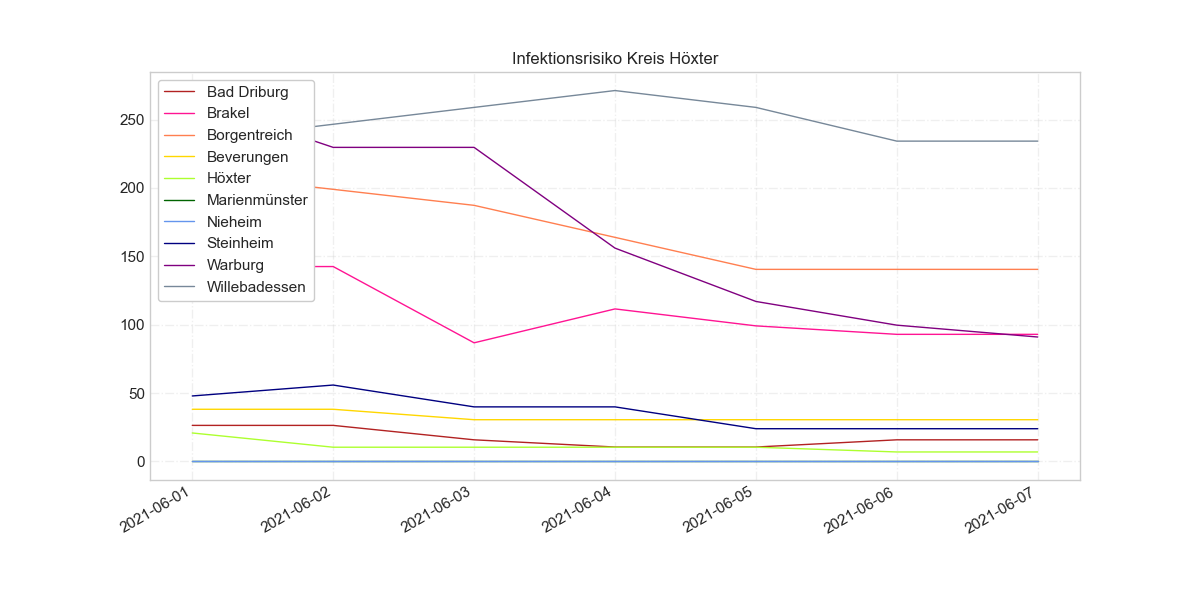 Infektionsrisiko Kreis Höxter
250
200
150
100
50
0
Bad Driburg
Brakel
Borgentreich
Beverungen
Höxter
Marienmünster
Nieheim
Steinheim
Warburg
Willebadessen
2021-06-01
2021-06-02
2021-06-03
2021-06-04
2021-06-05
2021-06-06
2021-06-07